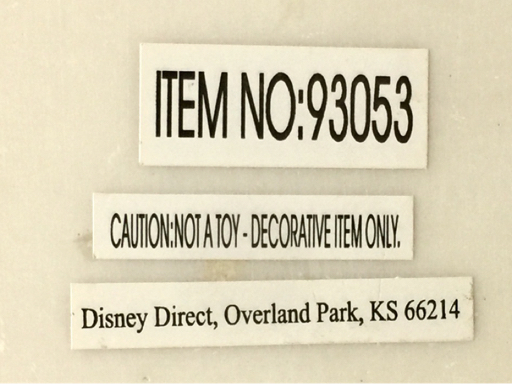 ITEM NO:93053
CAUTION:NOT A TOY - DECORATIVE ITEM ONLY.
Disney Direct, Overland Park, KS 66214